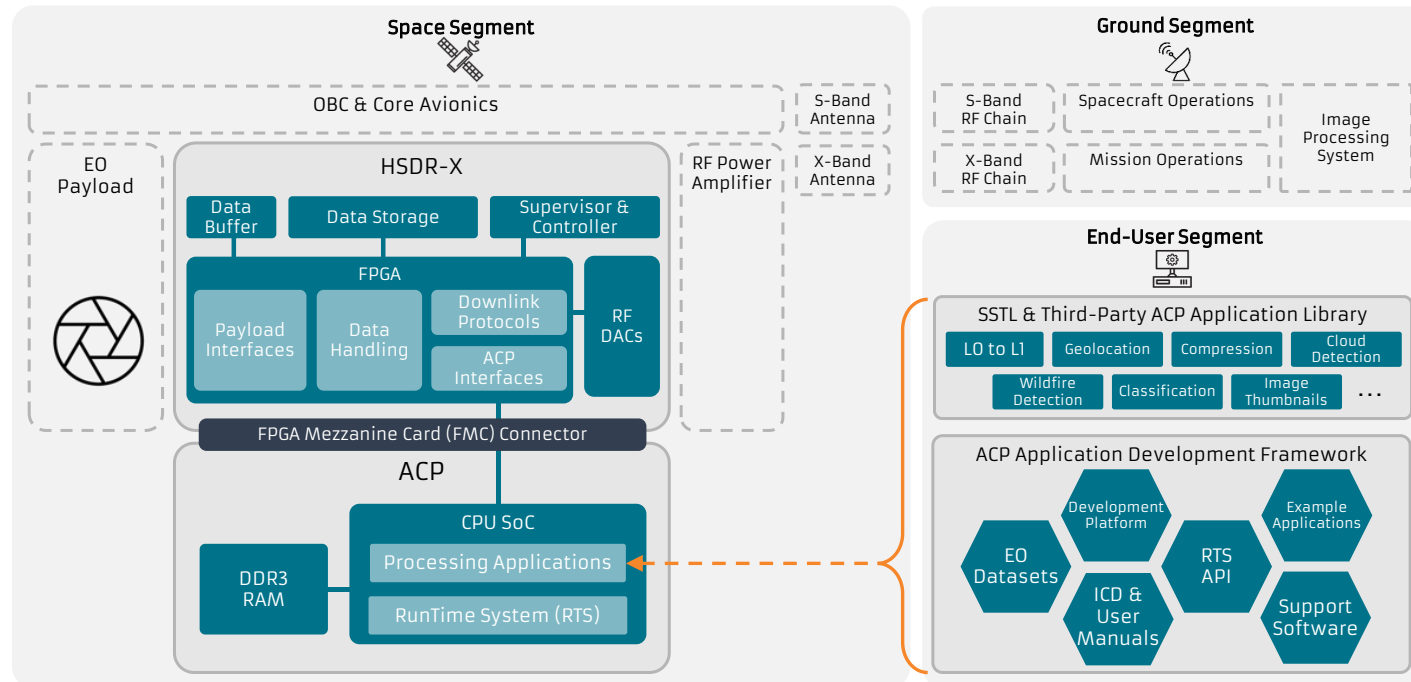 Space Segment
OBC & Core Avionics
S-Band
Antenna
EO
Payload
HSDR-X
RF Power
Amplifier
X-Band
Antenna
Data
Buffer
Data Storage
Supervisor &
Controller
FPGA
Payload
Interfaces
Data
Handling
Downlink
Protocols
ACP
Interfaces
RF
DACs
FPGA Mezzanine Card (FMC) Connector
ACP
CPU SoC
Processing Applications
RunTime System (RTS)
DDR3
RAM
Ground Segment
S-Band
RF Chain
Spacecraft Operations
Image
Processing
System
X-Band
RF Chain
Mission Operations
End-User Segment
SSTL & Third-Party ACP Application Library
L0 to L1
Geolocation
Compression
Cloud
Detection
Wildfire
Detection
Classification
Image
Thumbnails
...
ACP Application Development Framework
Development
Platform
Example
Applications
EO
Datasets
RTS
API
ICD &
User
Manuals
Support
Software